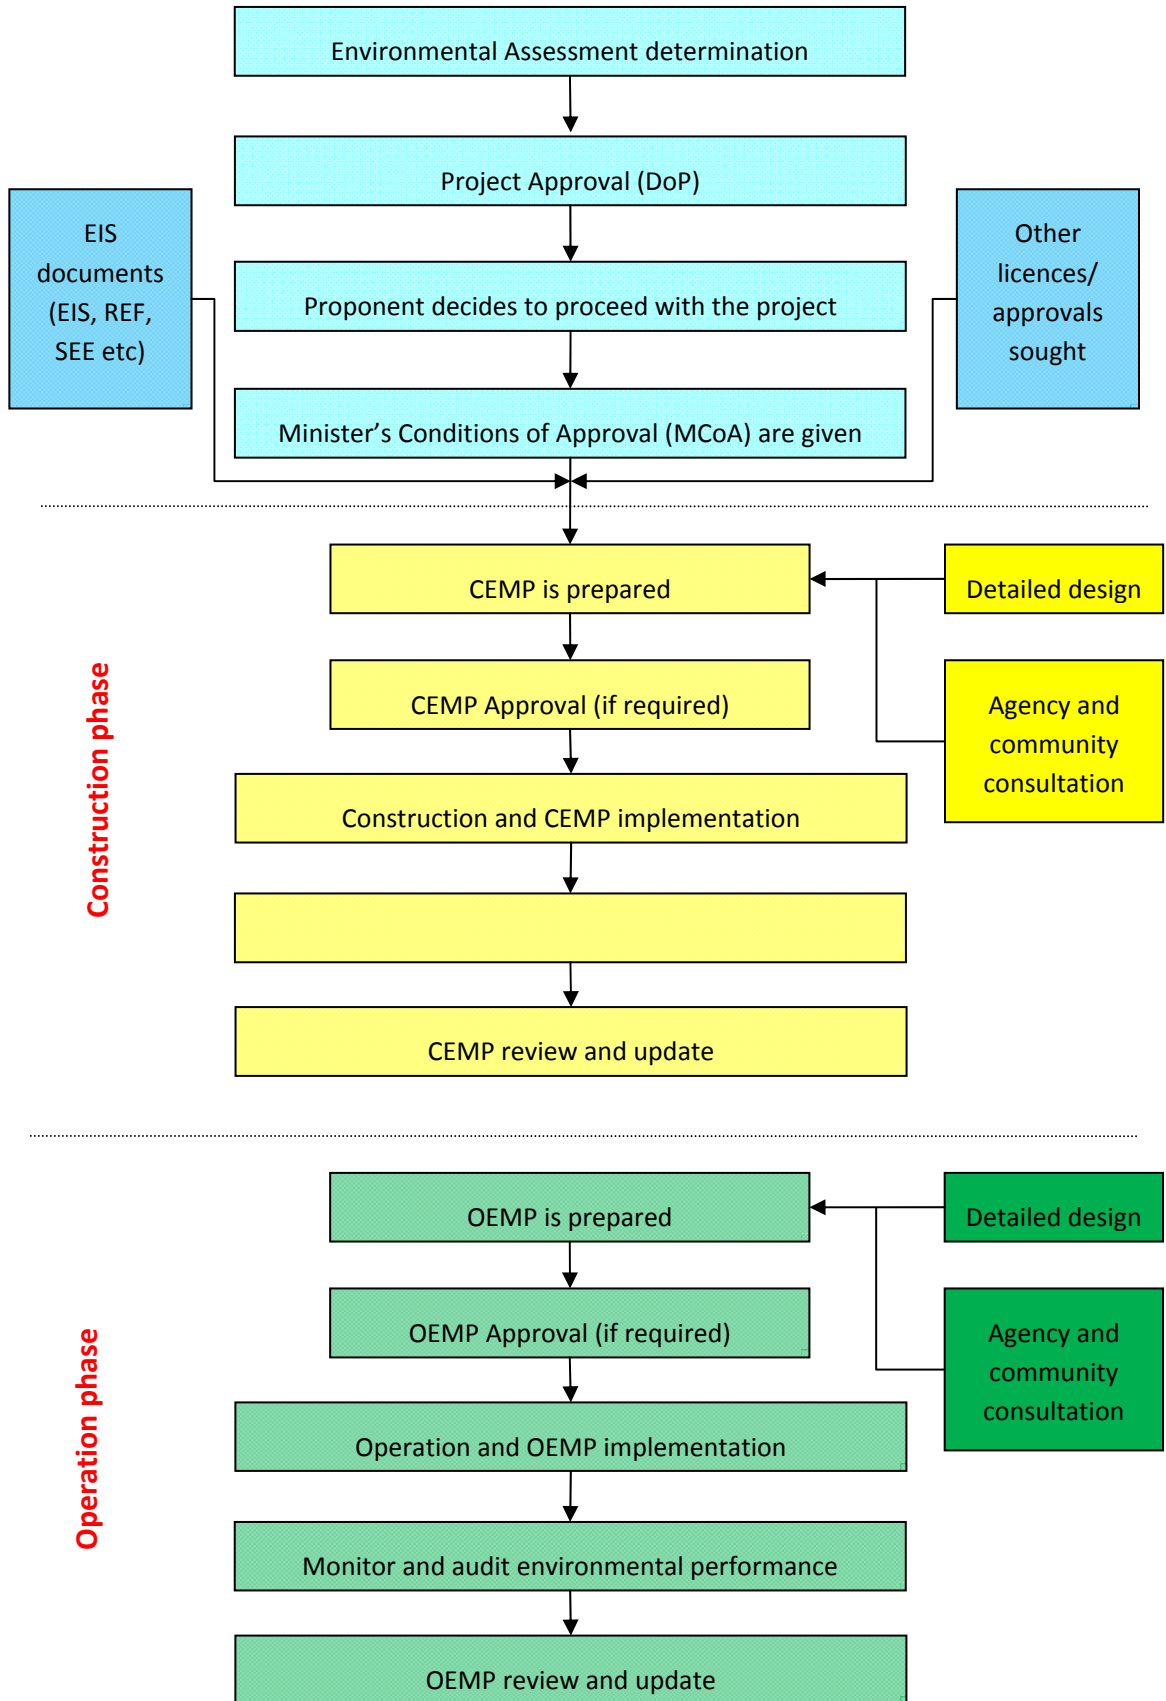 Environmental Assessment determination
Project Approval (DoP)
EIS
documents
(EIS, REF,
SEE etc)
Other
licences/
approvals
sought
Proponent decides to proceed with the project
Minister’s Conditions of Approval (MCoA) are given
Construction phase
CEMP is prepared
Detailed design
CEMP Approval (if required)
Agency and
community
consultation
Construction and CEMP implementation
CEMP review and update
Operation phase
OEMP is prepared
Detailed design
OEMP Approval (if required)
Agency and
community
consultation
Operation and OEMP implementation
Monitor and audit environmental performance
OEMP review and update